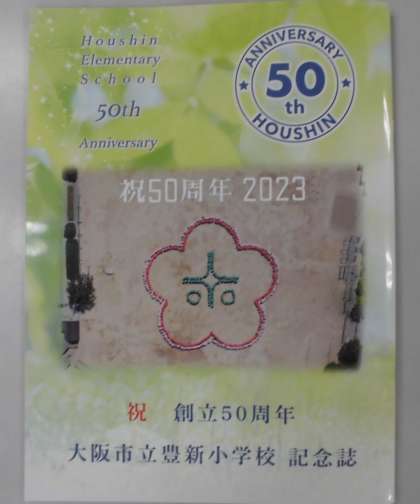 Houshin
Elementary
School
50th
Anniversary
ANNIVERSARY
50
th
HOUSHIN
祝50周年 2023
祝 創立50周年
大阪市立豊新小学校 記念誌